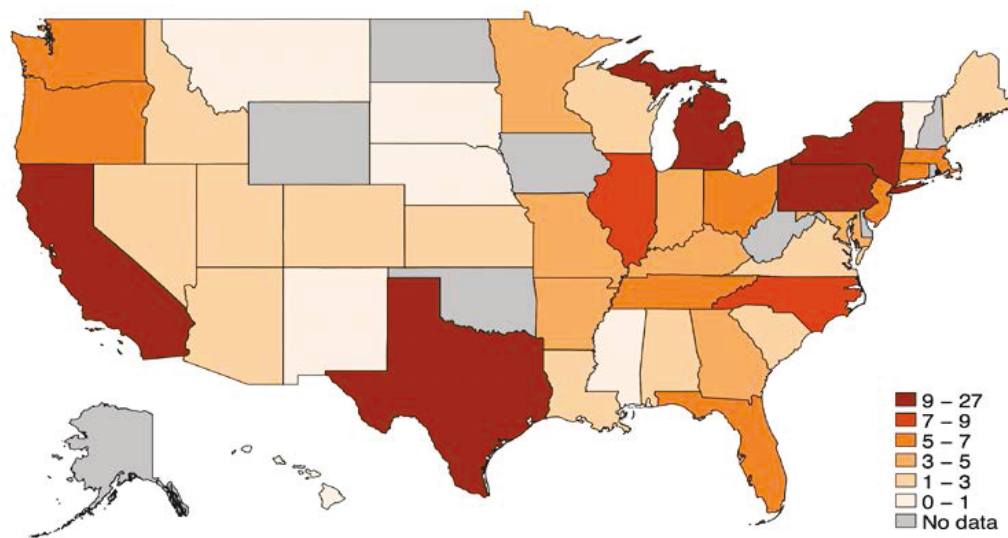 9 – 27
7 – 9
5 – 7
3 – 5
1 – 3
0 – 1
No data